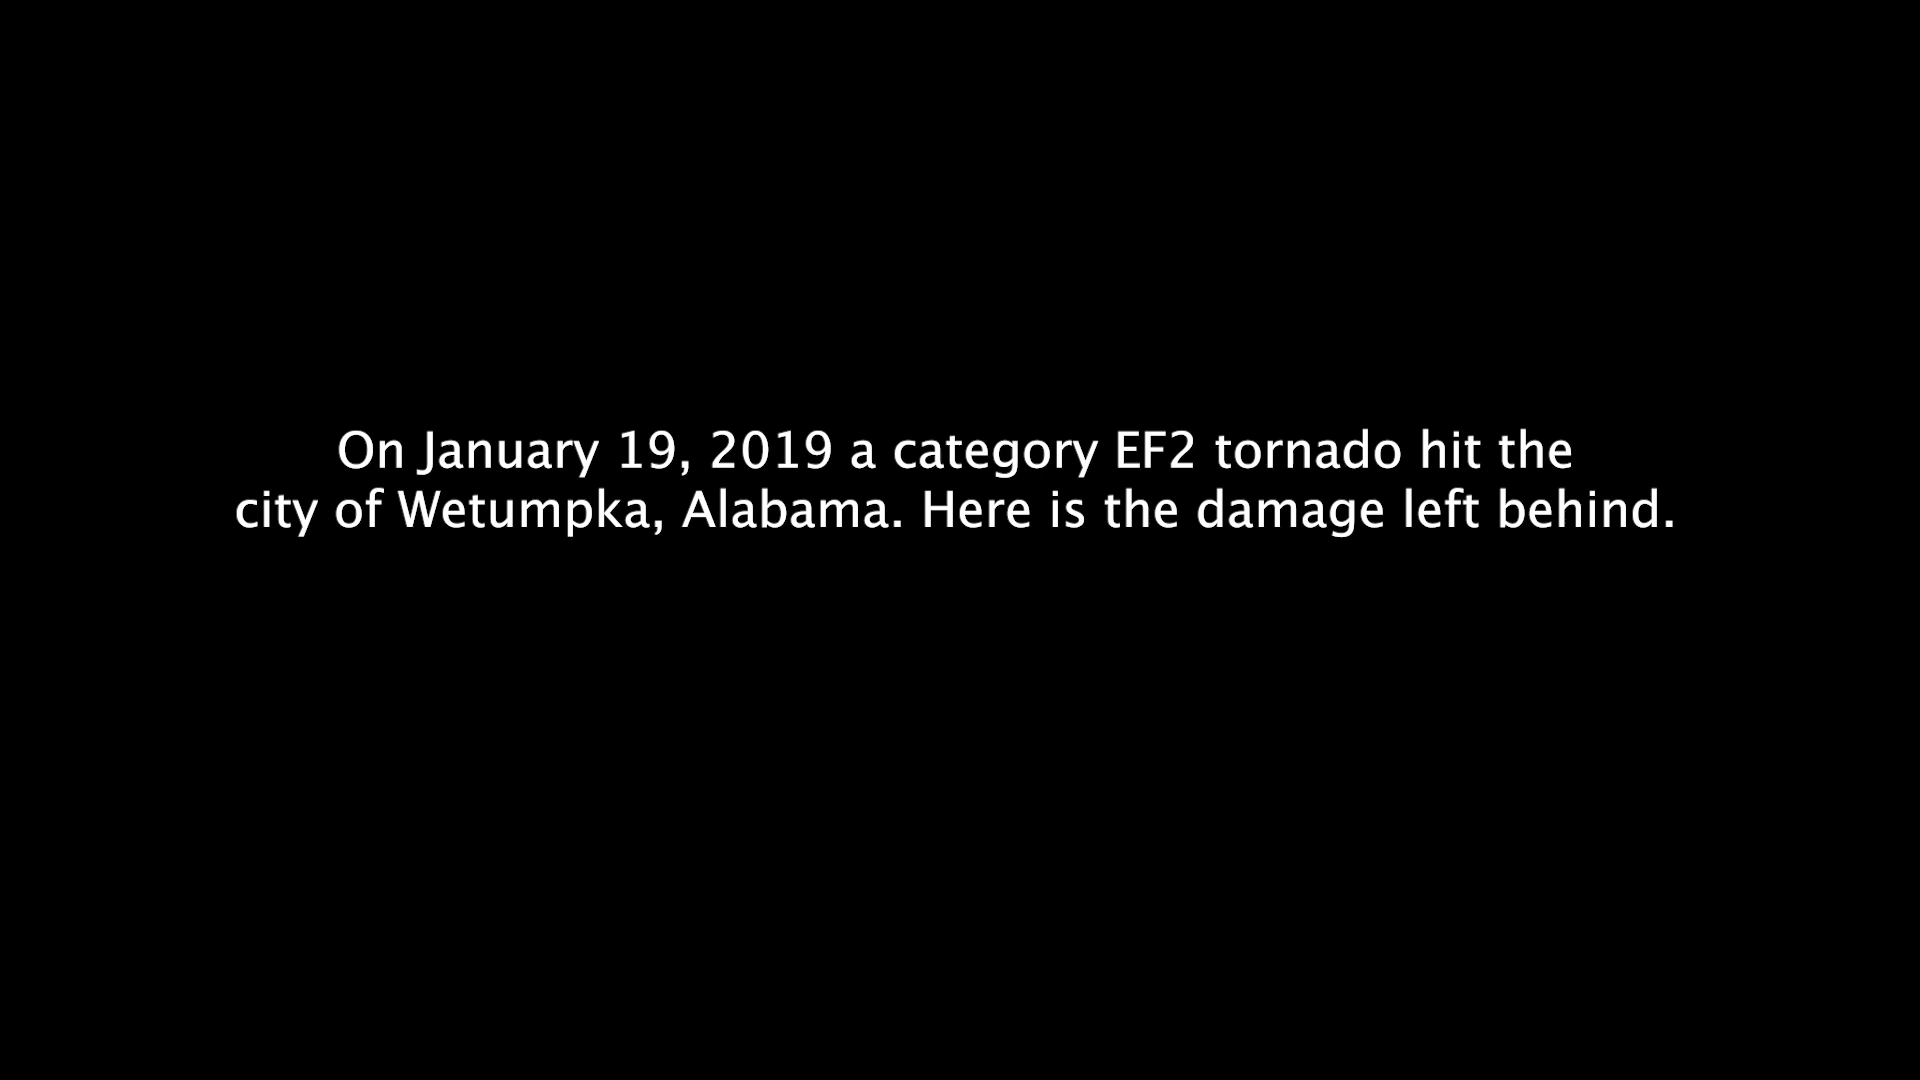 On January 19, 2019 a category EF2 tornado hit the
city of Wetumpka, Alabama. Here is the damage left behind.